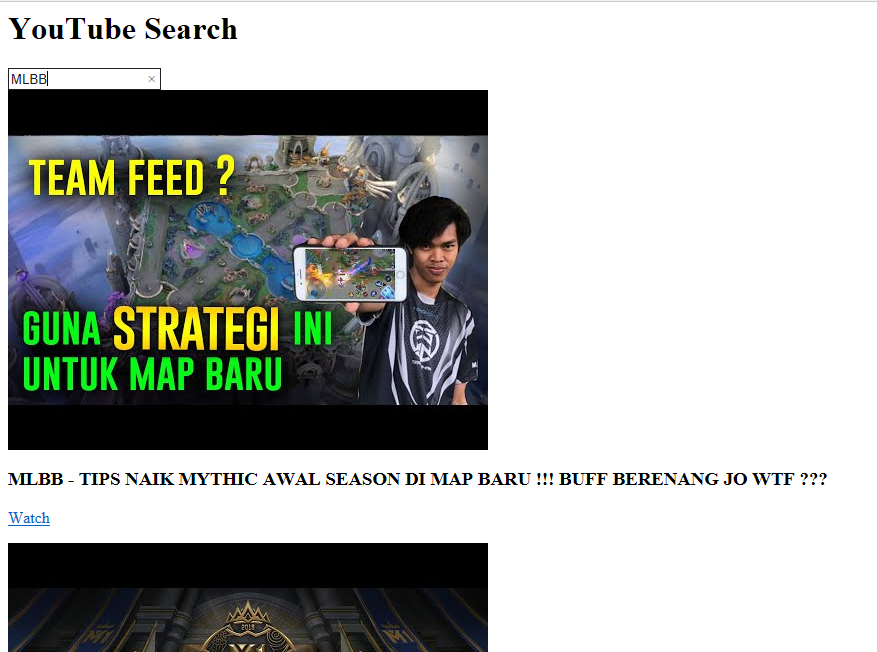 YouTube Search
MLBB
TEAM FEED ?
GUNA STRATEGI INI
UNTUK MAP BARU
MLBB - TIPS NAIK MYTHIC AWAL SEASON DI MAP BARU !!! BUFF BERENANG JO WTF ???
Watch
2018